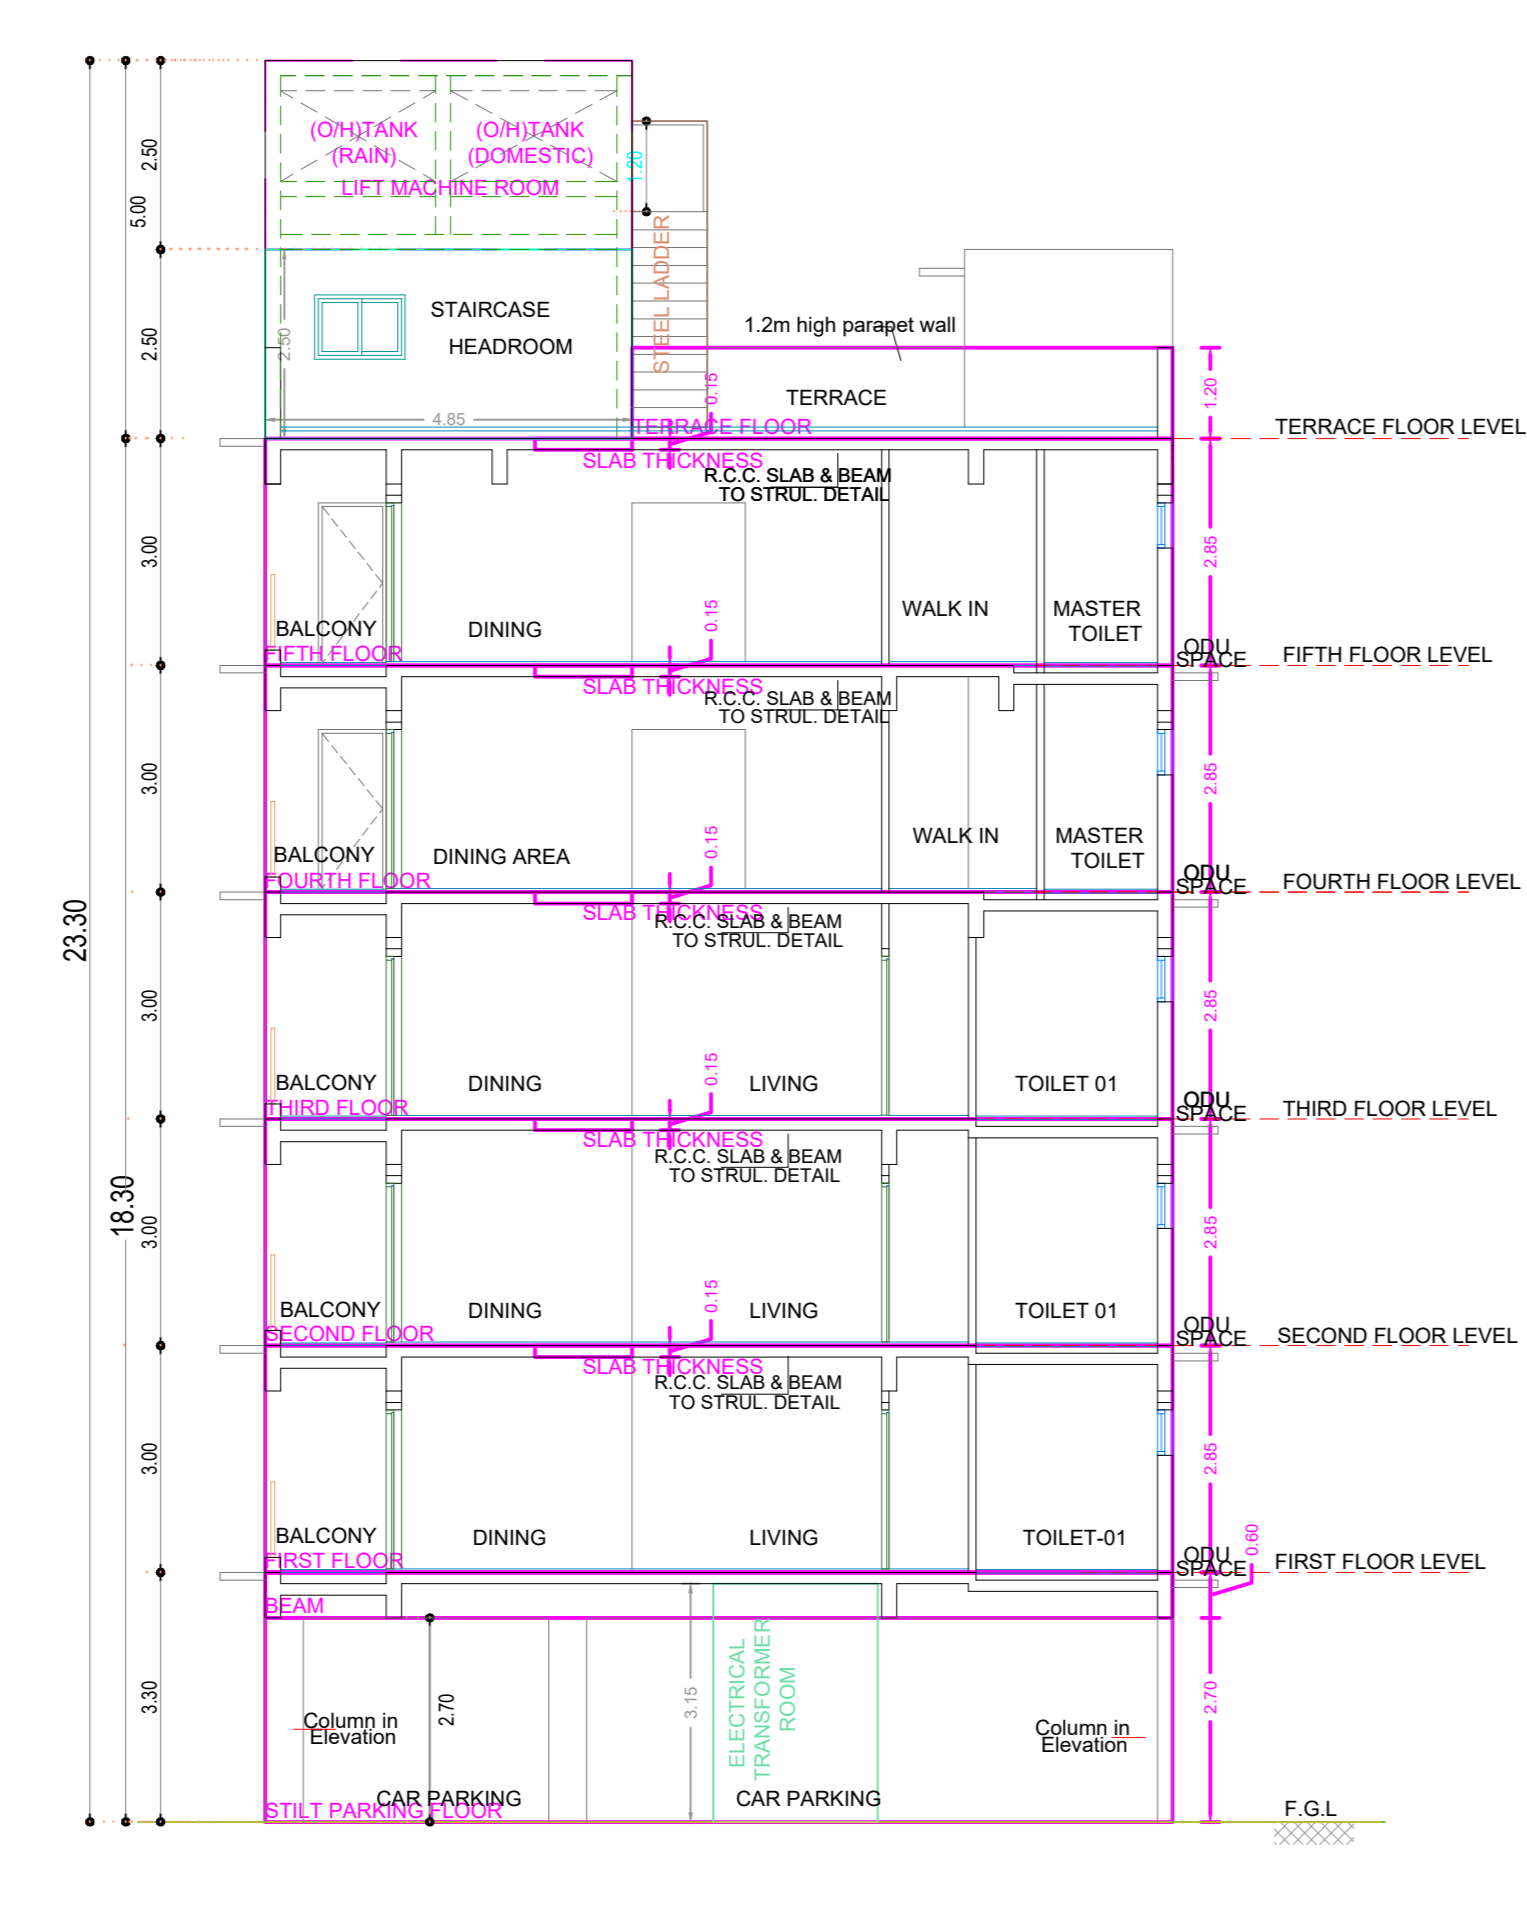 (O/H)TANK
(RAIN)
(O/H)TANK
(DOMESTIC)
LIFT MACHINE ROOM
2.50
5.00
1.20
STEEL LADDER
STAIRCASE
HEADROOM
2.50
2.50
4.85
1.2m high parapet wall
TERRACE
1.20
0.15
TERRACE FLOOR
TERRACE FLOOR LEVEL
SLAB THICKNESS
R.C.C. SLAB & BEAM
TO STRUL. DETAIL
3.00
2.85
BALCONY
DINING
WALK IN
MASTER
TOILET
0.15
FIFTH FLOOR
ODU
SPACE
FIFTH FLOOR LEVEL
SLAB THICKNESS
R.C.C. SLAB & BEAM
TO STRUL. DETAIL
3.00
2.85
BALCONY
DINING AREA
WALK IN
MASTER
TOILET
0.15
FOURTH FLOOR
ODU
SPACE
FOURTH FLOOR LEVEL
SLAB THICKNESS
R.C.C. SLAB & BEAM
TO STRUL. DETAIL
23.30
3.00
2.85
BALCONY
DINING
LIVING
TOILET 01
0.15
THIRD FLOOR
ODU
SPACE
THIRD FLOOR LEVEL
SLAB THICKNESS
R.C.C. SLAB & BEAM
TO STRUL. DETAIL
18.30
3.00
2.85
BALCONY
DINING
LIVING
TOILET 01
0.15
SECOND FLOOR
ODU
SPACE
SECOND FLOOR LEVEL
SLAB THICKNESS
R.C.C. SLAB & BEAM
TO STRUL. DETAIL
3.00
2.85
BALCONY
DINING
LIVING
TOILET-01
0.60
FIRST FLOOR
ODU
SPACE
FIRST FLOOR LEVEL
BEAM
3.30
2.70
3.15
ELECTRICAL
TRANSFORMER
ROOM
2.70
Column in
Elevation
Column in
Elevation
CAR PARKING
CAR PARKING
STILT PARKING FLOOR
F.G.L